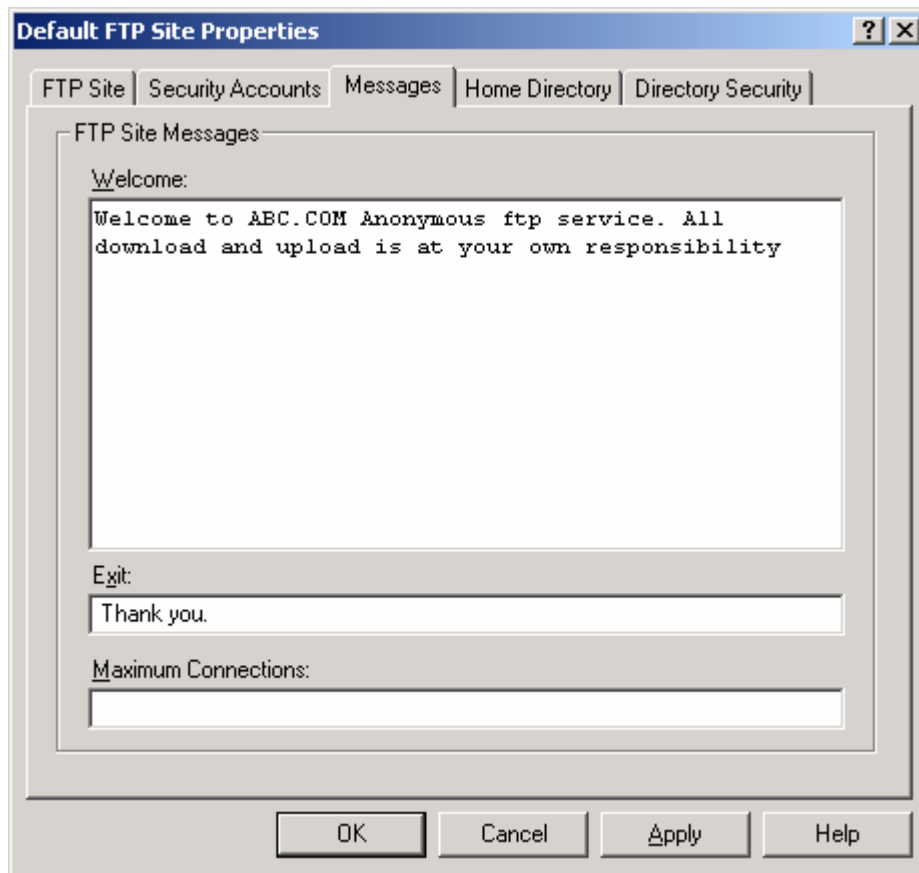 Default FTP Site Properties
FTP Site Security Accounts Messages Home Directory Directory Security
FTP Site Messages
Welcome:
Welcome to ABC.COM Anonymous ftp service. All
download and upload is at your own responsibility
Exit:
Thank you.
Maximum Connections:
OK Cancel Apply Help